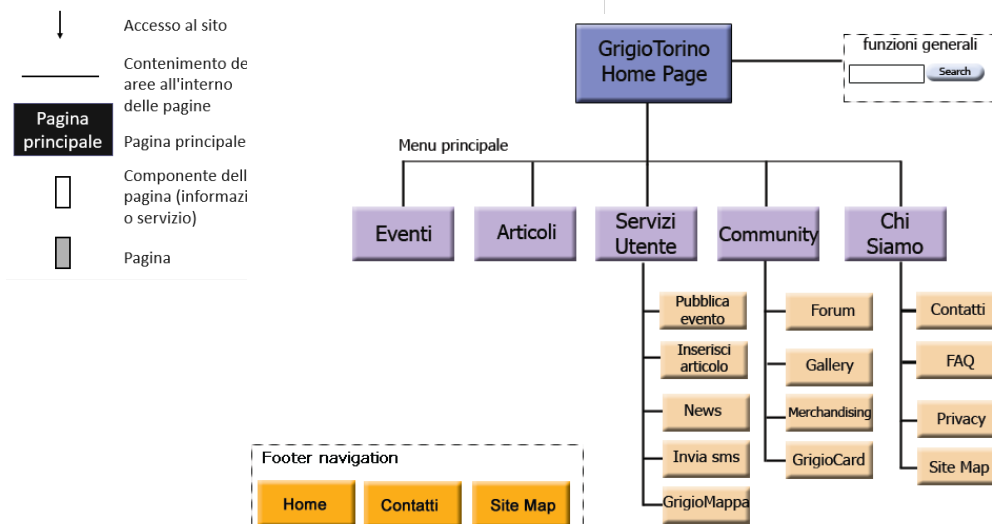 Accesso al sito
Contenimento de
aree all'interno
delle pagine
Pagina
principale
Pagina principale
Componente dell
pagina (informazi
o servizio)
Pagina
GrigioTorino
Home Page
funzioni generali
Search
Menu principale
Eventi
Articoli
Servizi
Utente
Community
Chi
Siamo
Pubblica
evento
Inserisci
articolo
News
Invia sms
GrigioMappa
Forum
Gallery
Merchandising
GrigioCard
Contatti
FAQ
Privacy
Site Map
Footer navigation
Home
Contatti
Site Map